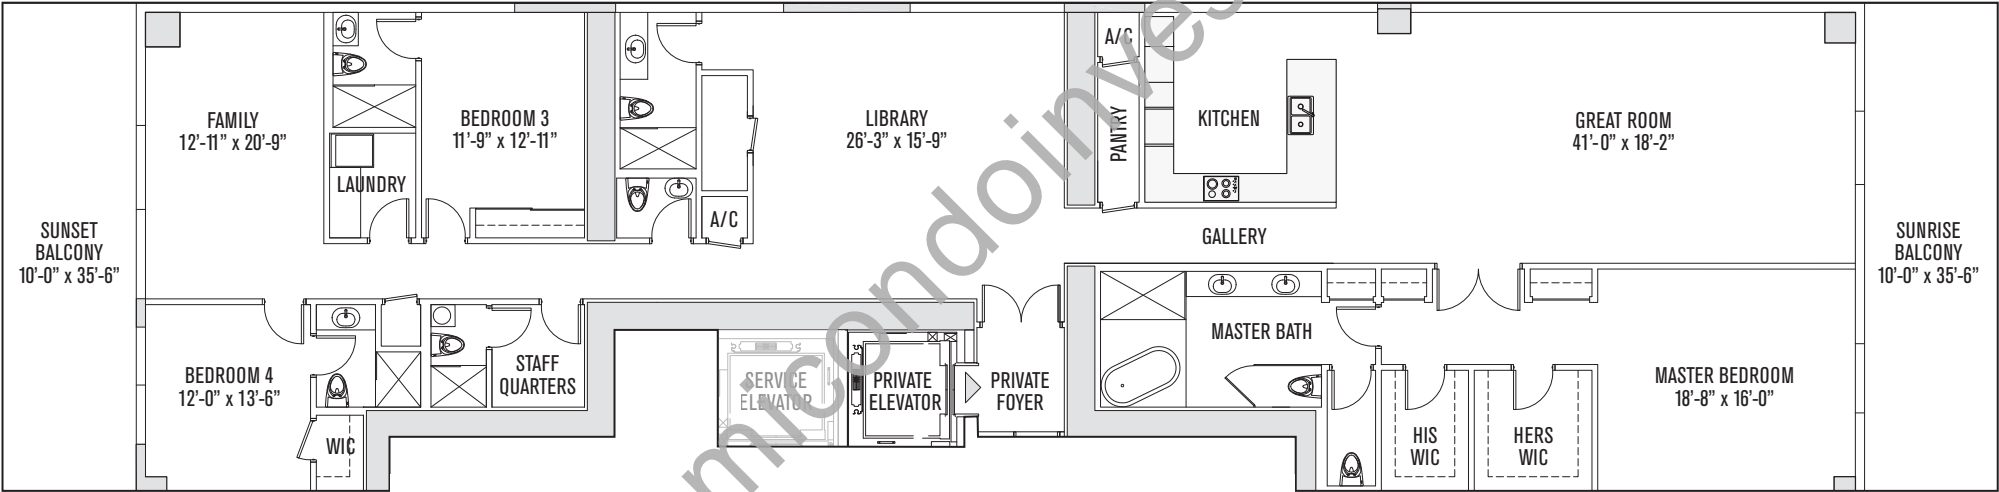 SUNSET
BALCONY
10'-0" x 35'-6"
FAMILY
12'-11" x 20'-9"
LAUNDRY
BEDROOM 3
11'-9" x 12'-11"
A/C
LIBRARY
26'-3" x 15'-9"
A/C
PANTRY
KITCHEN
GREAT ROOM
41'-0" x 18'-2"
GALLERY
SUNRISE
BALCONY
10'-0" x 35'-6"
BEDROOM 4
12'-0" x 13'-6"
WIC
STAFF
QUARTERS
SERVICE
ELEVATOR
PRIVATE
ELEVATOR
PRIVATE
FOYER
MASTER BATH
HIS
WIC
HERS
WIC
MASTER BEDROOM
18'-8" x 16'-0"
micondoinves